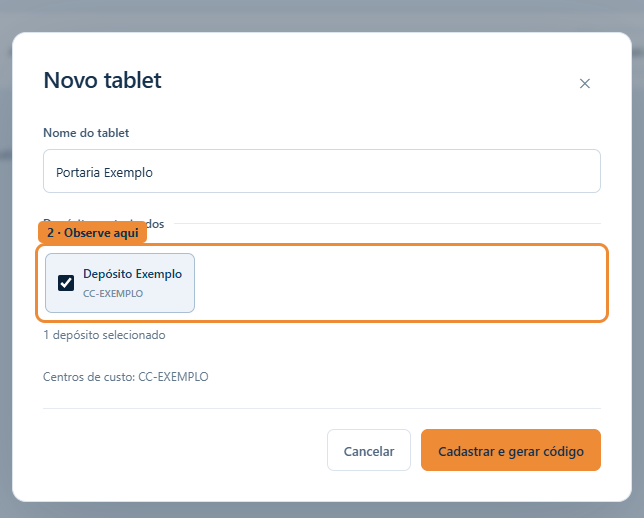 Novo tablet
Nome do tablet
Portaria Exemplo
2 · Observe aqui
Depósito Exemplo
CC-EXEMPLO
1 depósito selecionado
Centros de custo: CC-EXEMPLO
Cancelar
Cadastrar e gerar código